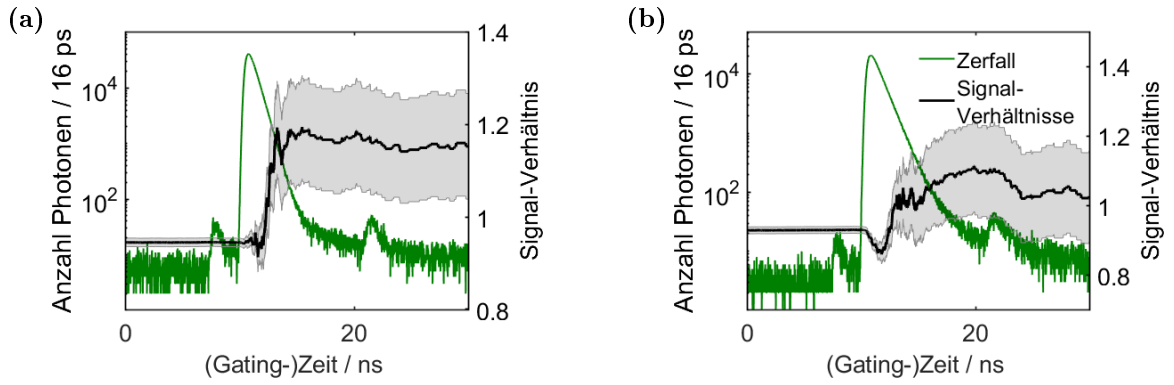 (a)
Anzahl Photonen / 16 ps
10^4
10^2
1.4
1.2
1
0.8
Signal-Verhältnis
0
20
(Gating-)Zeit / ns
(b)
Anzahl Photonen / 16 ps
10^4
10^2
Zerfall
Signal-
Verhältnisse
1.4
1.2
1
0.8
Signal-Verhältnis
0
20
(Gating-)Zeit / ns